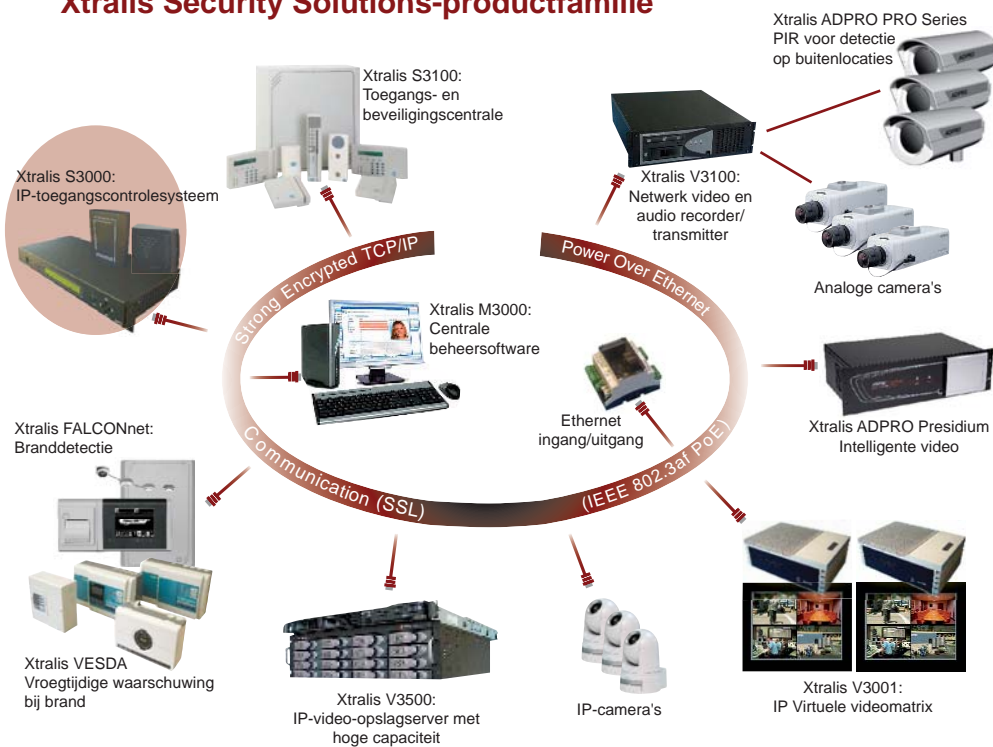 Xtralis Security Solutions-productfamilie
Xtralis ADPRO PRO Series
PIR voor detectie
op buitenlocaties
ADPRO
ADPRO
ADPRO
Xtralis S3100:
Toegangs- en
beveiligingscentrale
Xtralis S3000:
IP-toegangscontrolesysteem
Xtralis V3100:
Netwerk video en
audio recorder/
transmitter
Analoge camera's
Strong Encrypted TCP/IP
Power Over Ethernet
Xtralis M3000:
Centrale
beheersoftware
Ethernet
ingang/uitgang
Xtralis ADPRO Presidium
Intelligente video
Xtralis FALCONnet:
Branddetectie
Communication (SSL)
(IEEE 802.3af PoE)
Xtralis VESDA
Vroegtijdige waarschuwing
bij brand
Xtralis V3500:
IP-video-opslagserver met
hoge capaciteit
IP-camera's
Xtralis V3001:
IP Virtuele videomatrix